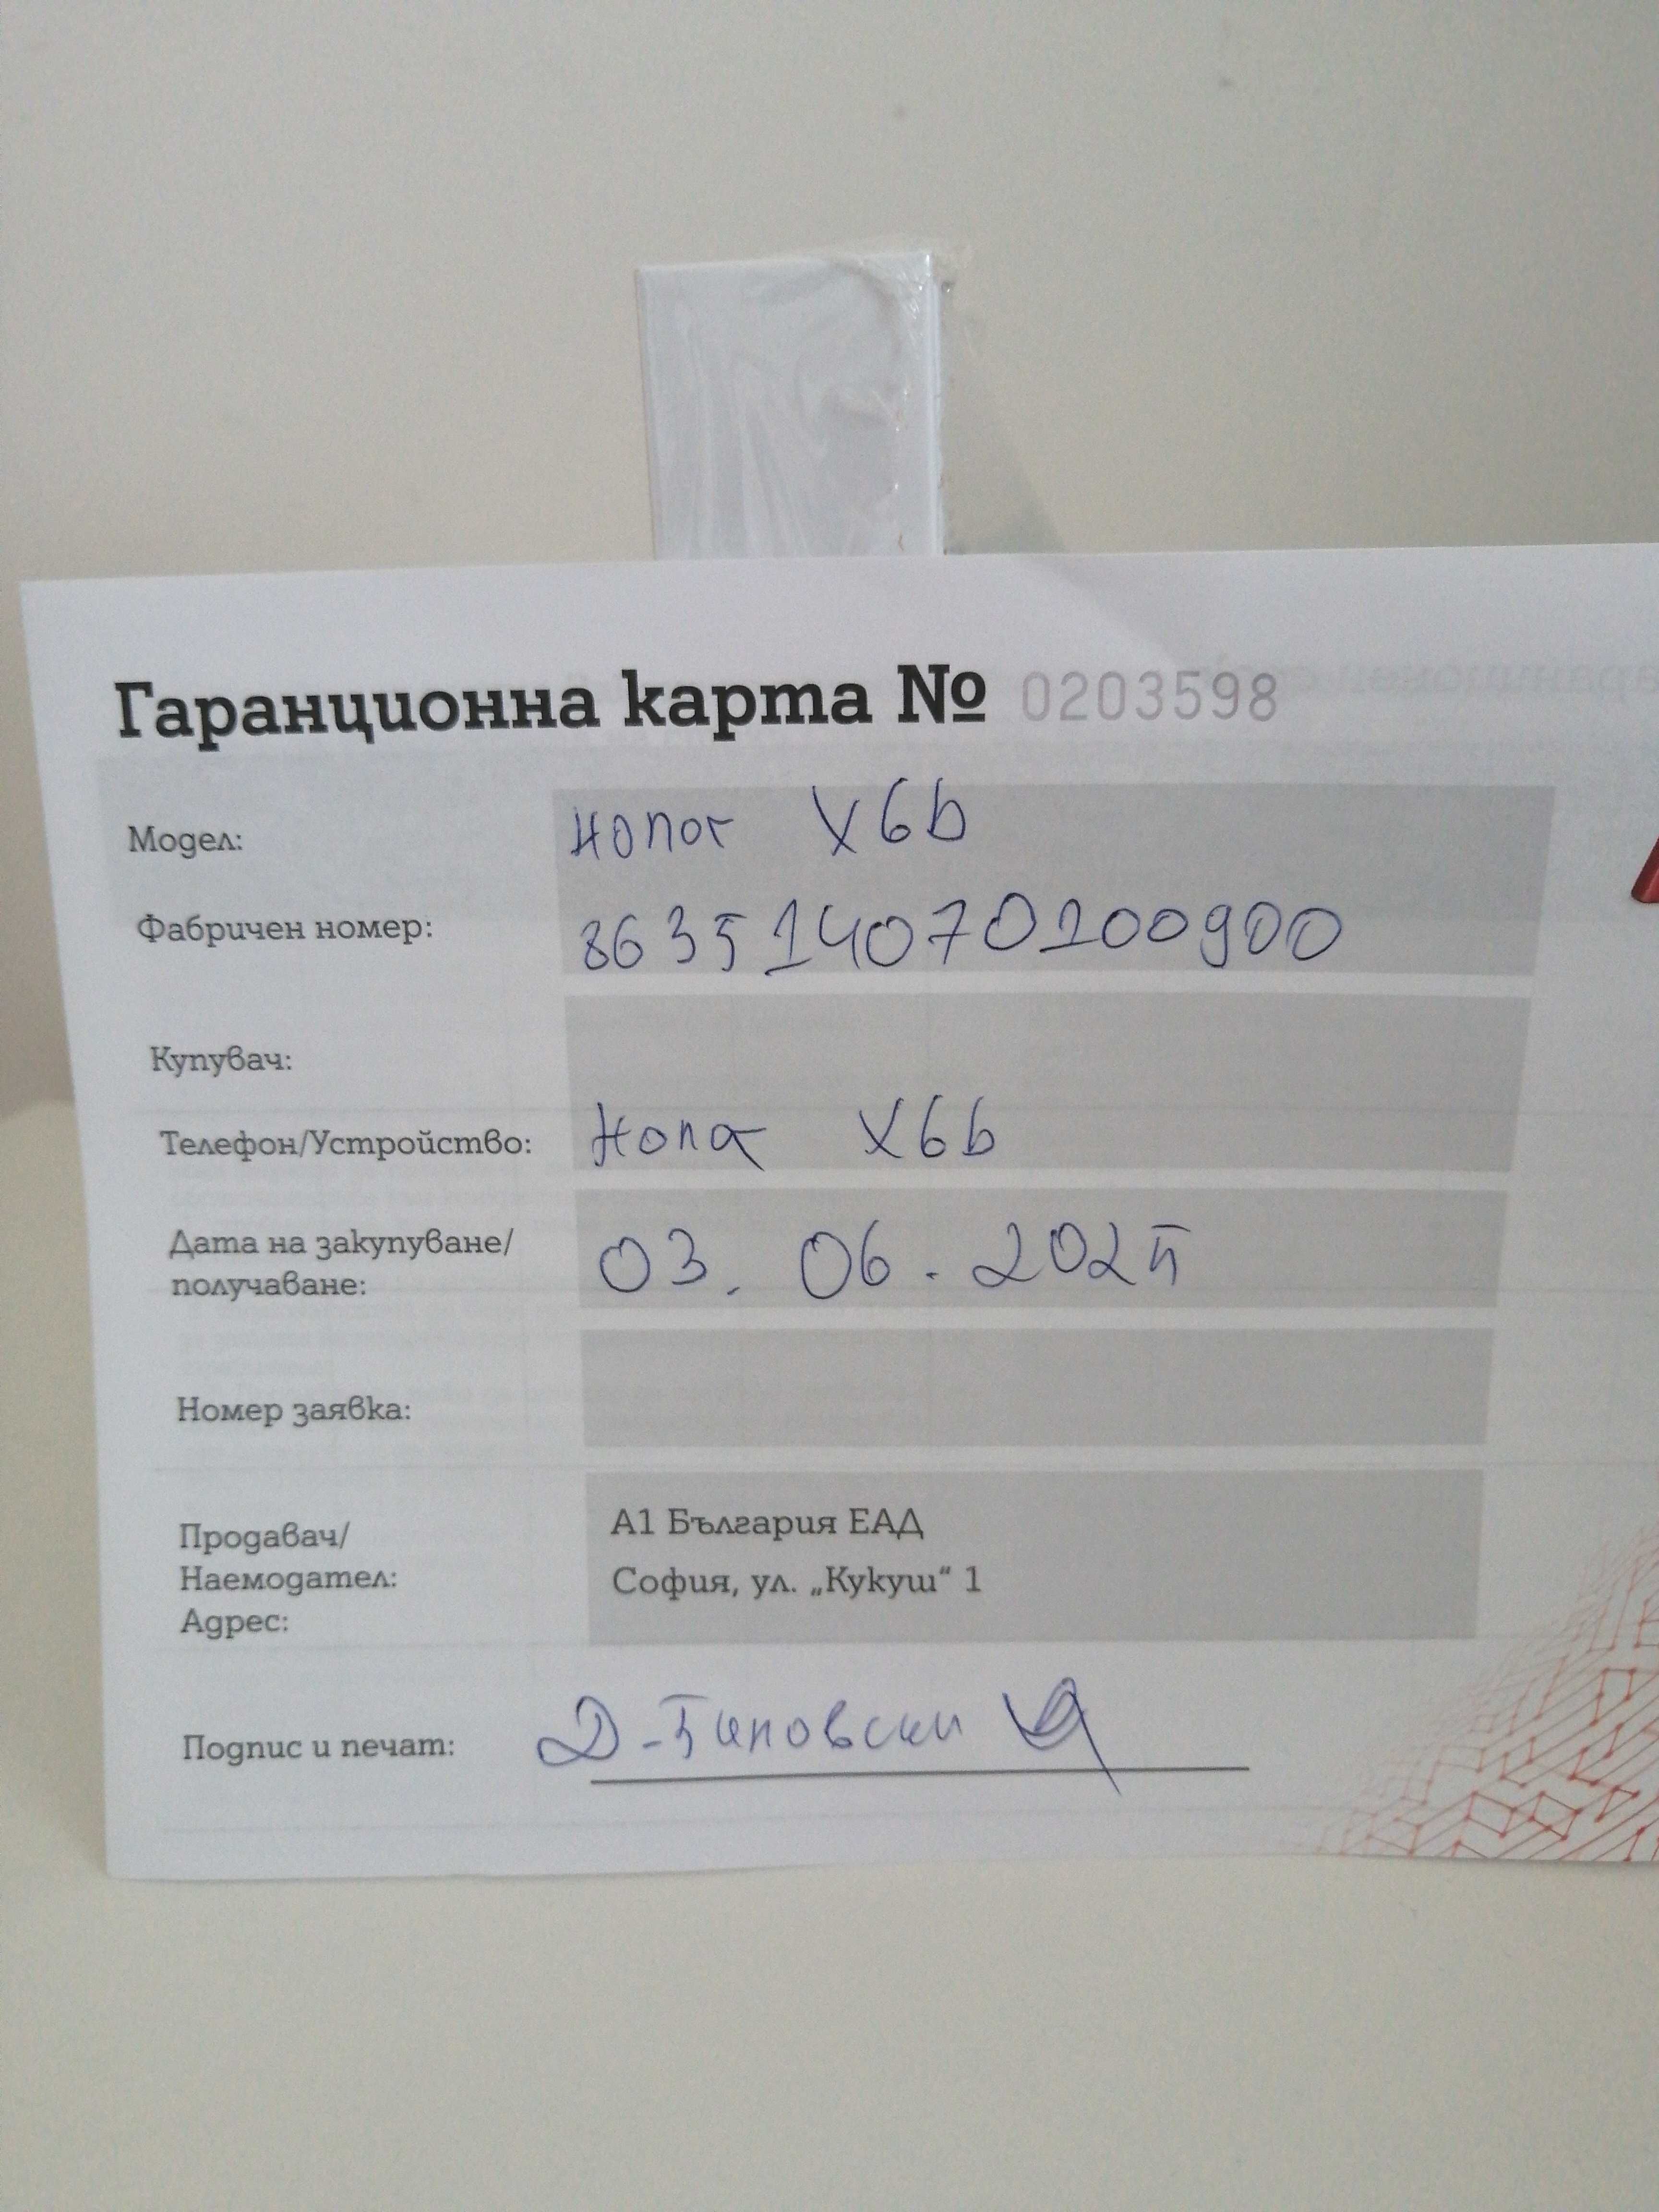 Гаранционна карта № 0203598
Модел: Honor X6b
Фабричен номер: 863514070100900
Купувач:
Телефон/Устройство: Honor X6b
Дата на закупуване/
получаване: 03. 06. 2025
Номер заявка:
Продавач/
Наемодател:
Адрес:
А1 България ЕАД
София, ул. „Кукуш“ 1
Подпис и печат: